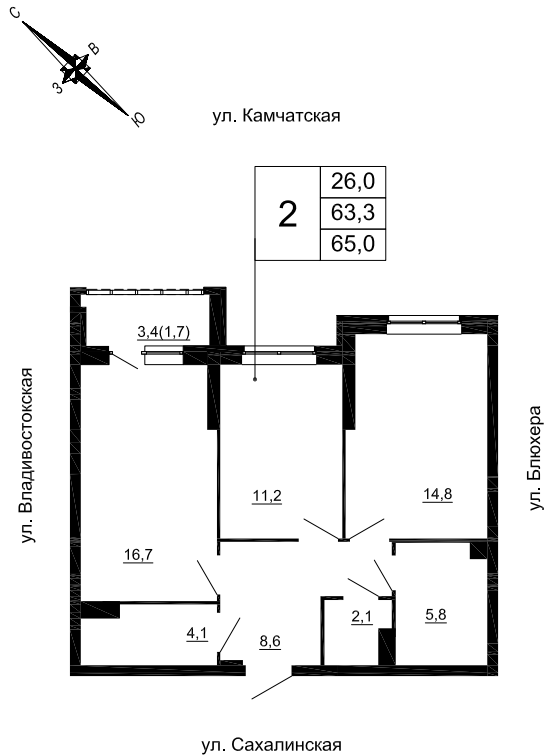 С
В
З
Ю
ул. Камчатская
2
26,0
63,3
65,0
3,4(1,7)
ул. Владивостокская
ул. Блюхера
11,2
14,8
16,7
4,1
8,6
2,1
5,8
ул. Сахалинская